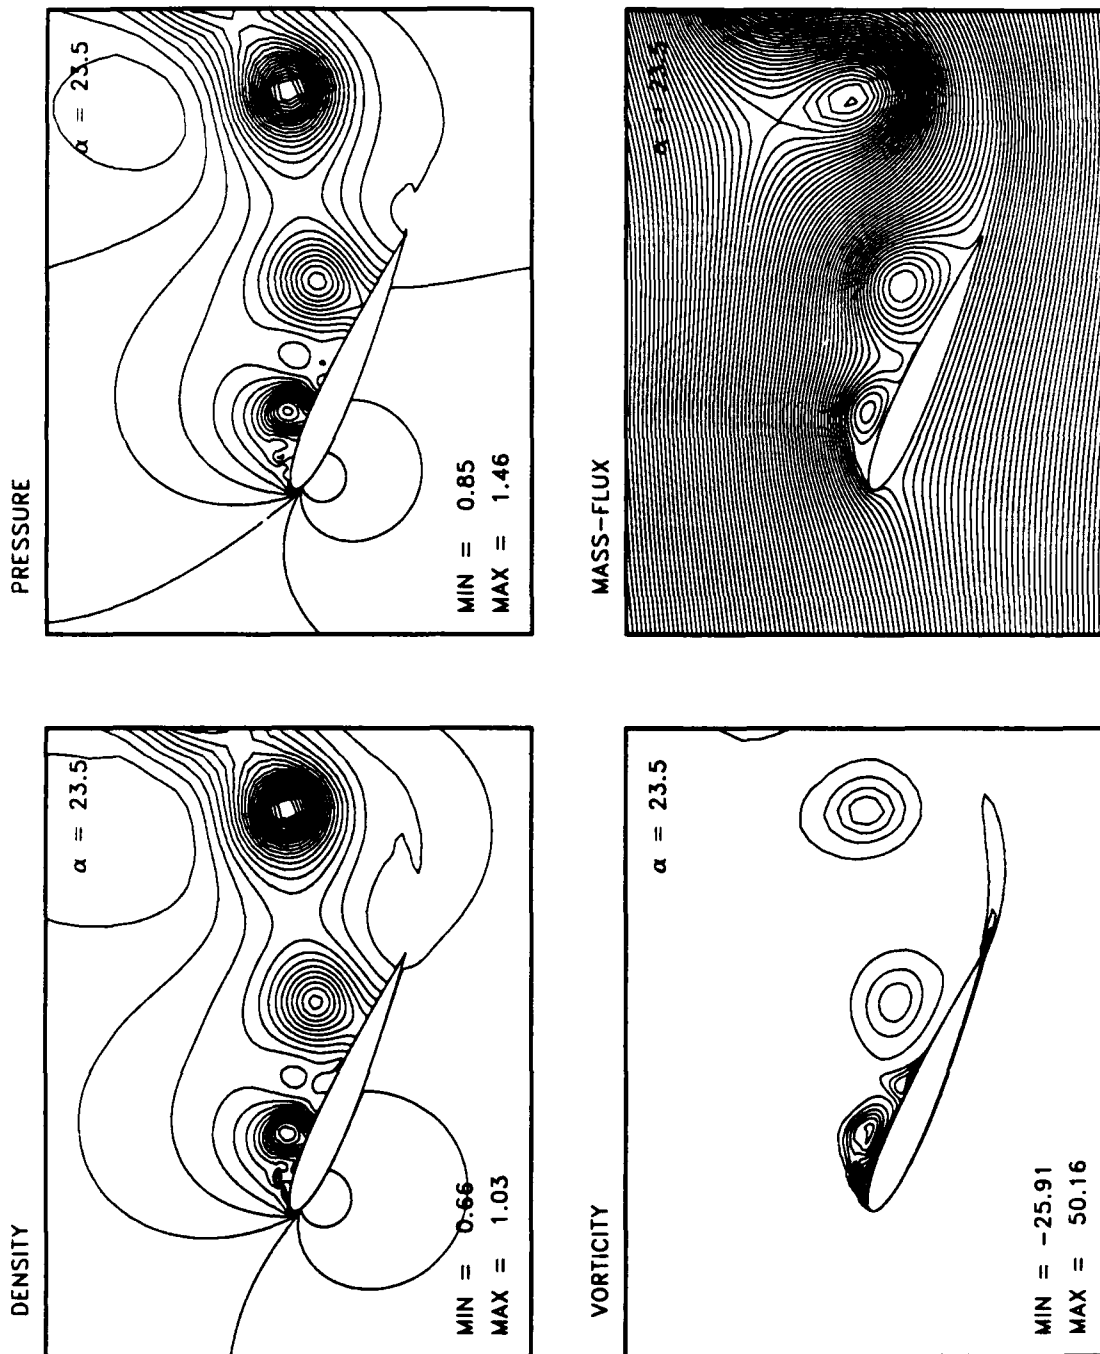 DENSITY
α = 23.5
MIN = 0.66
MAX = 1.03
PRESSURE
α = 23.5
MIN = 0.85
MAX = 1.46
VORTICITY
α = 23.5
MIN = -25.91
MAX = 50.16
MASS-FLUX
α = 23.5